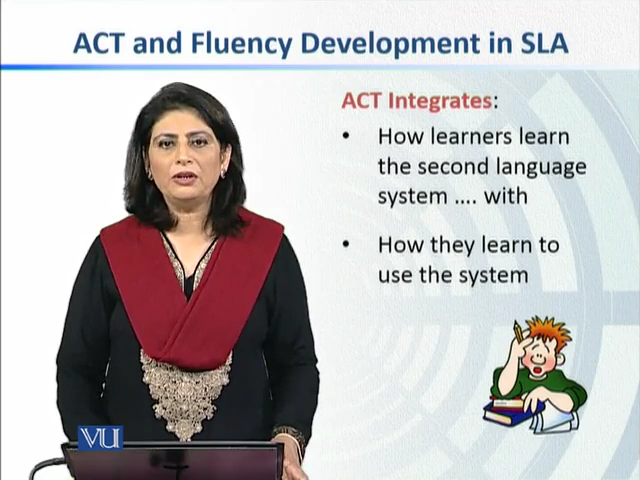 ACT and Fluency Development in SLA
ACT Integrates:
• How learners learn
the second language
system .... with
• How they learn to
use the system
VU